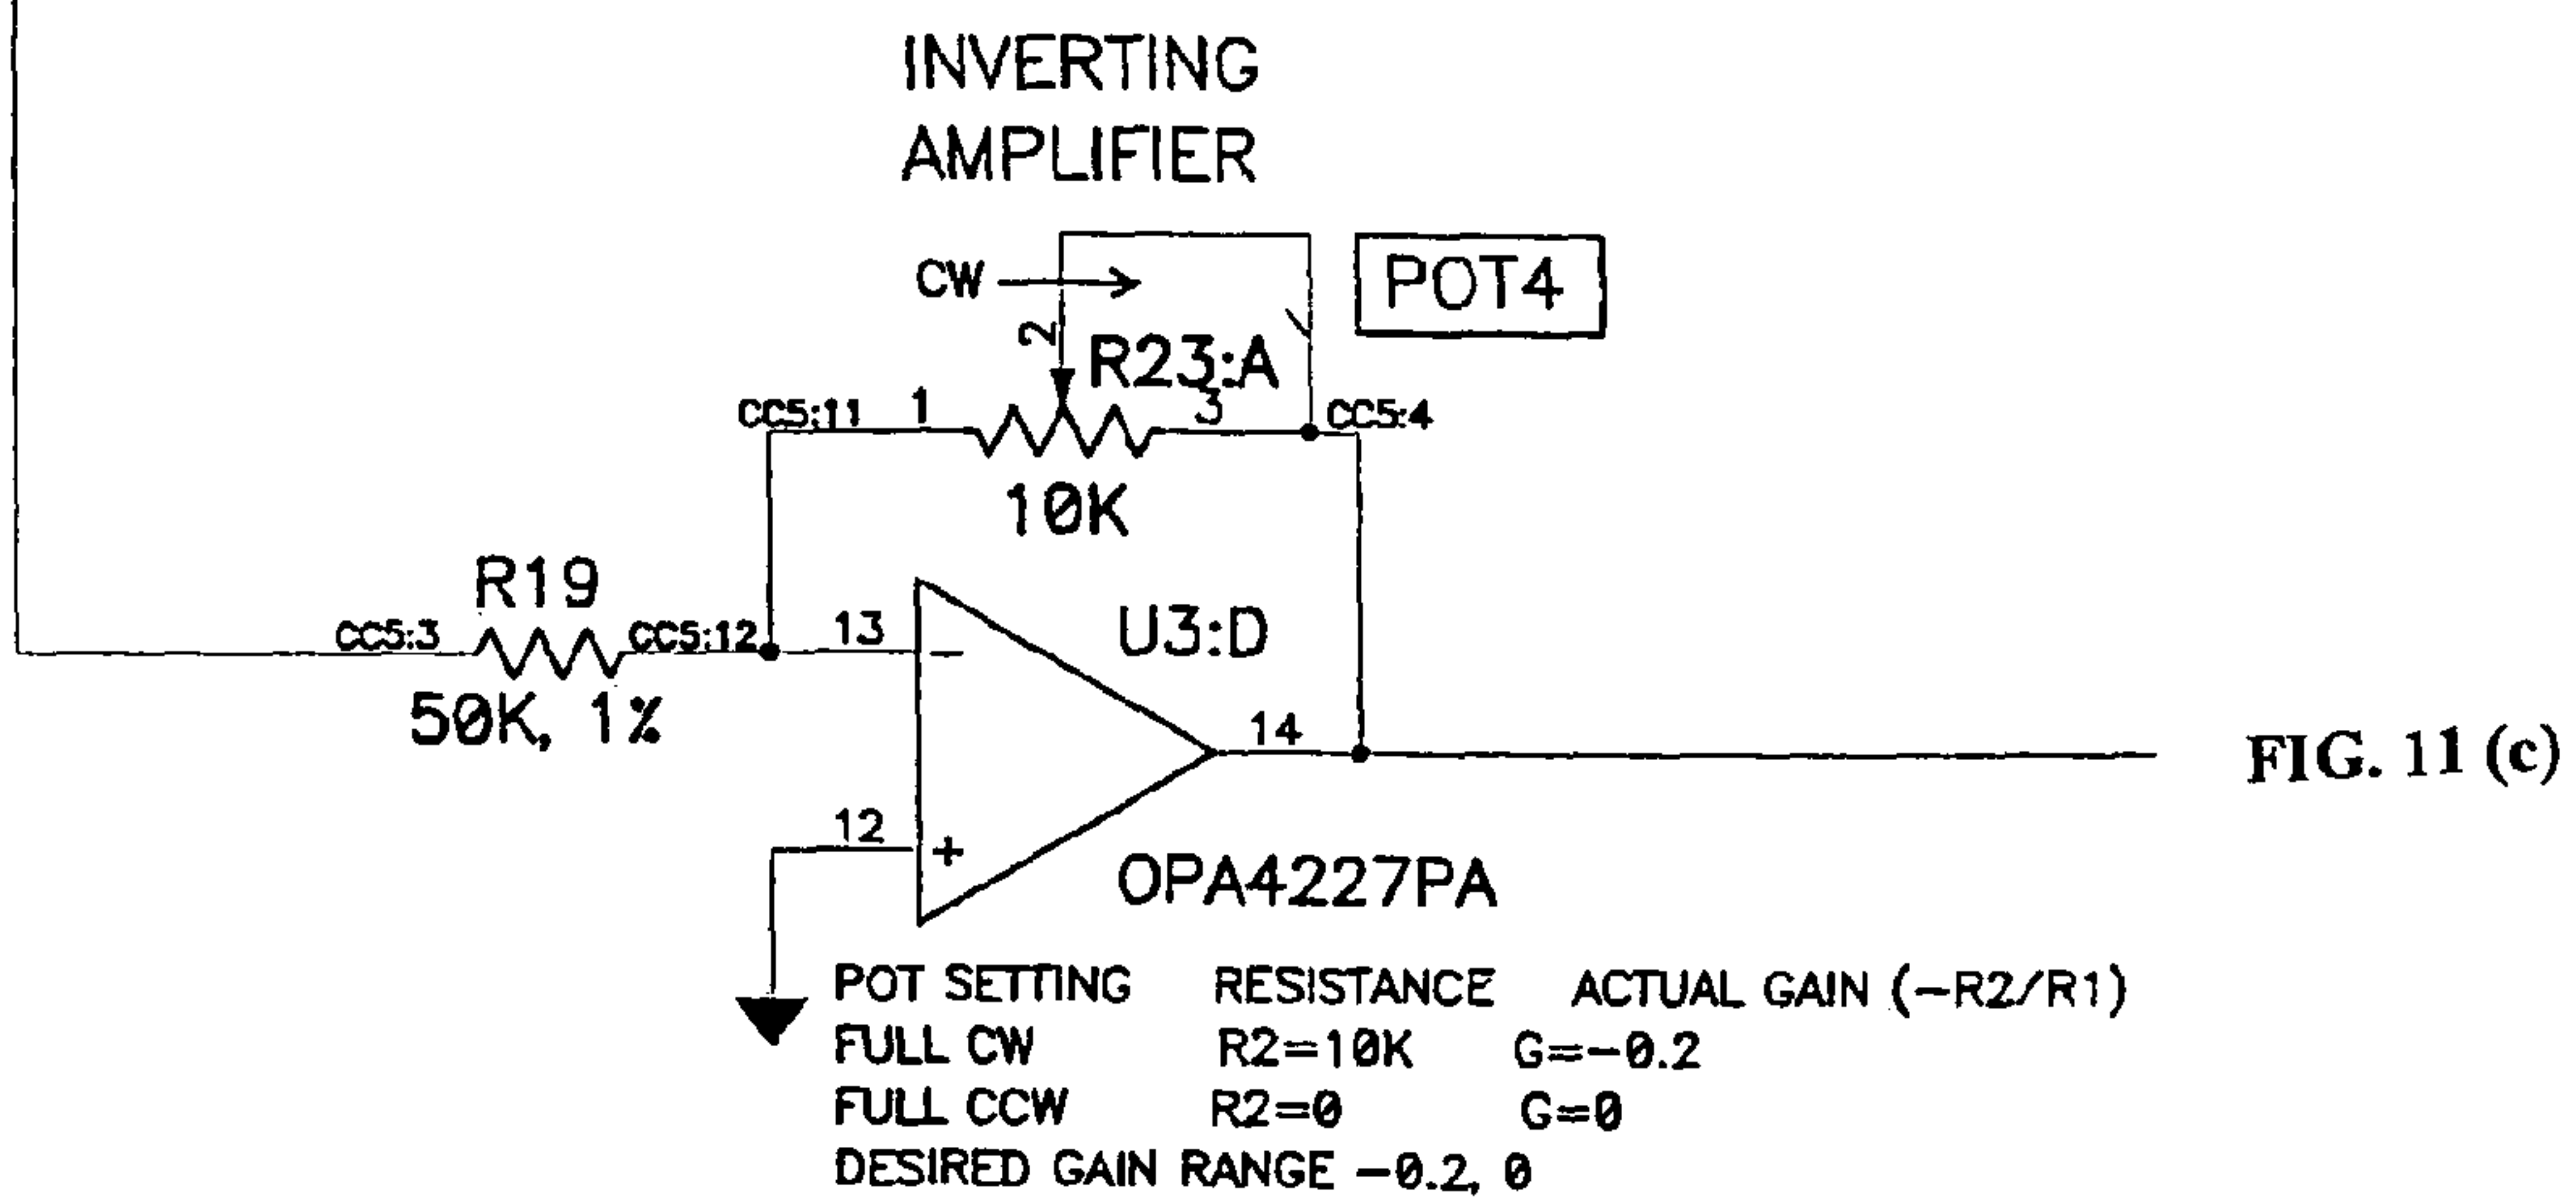 INVERTING
AMPLIFIER
CW
POT4
2
R23:A
CC5:11
1
3
CC5:4
10K
R19
CC5:3
CC5:12
13
U3:D
50K, 1%
−
14
FIG. 11 (c)
12
+
OPA4227PA
POT SETTING RESISTANCE ACTUAL GAIN (-R2/R1)
FULL CW R2=10K G=-0.2
FULL CCW R2=0 G=0
DESIRED GAIN RANGE -0.2, 0